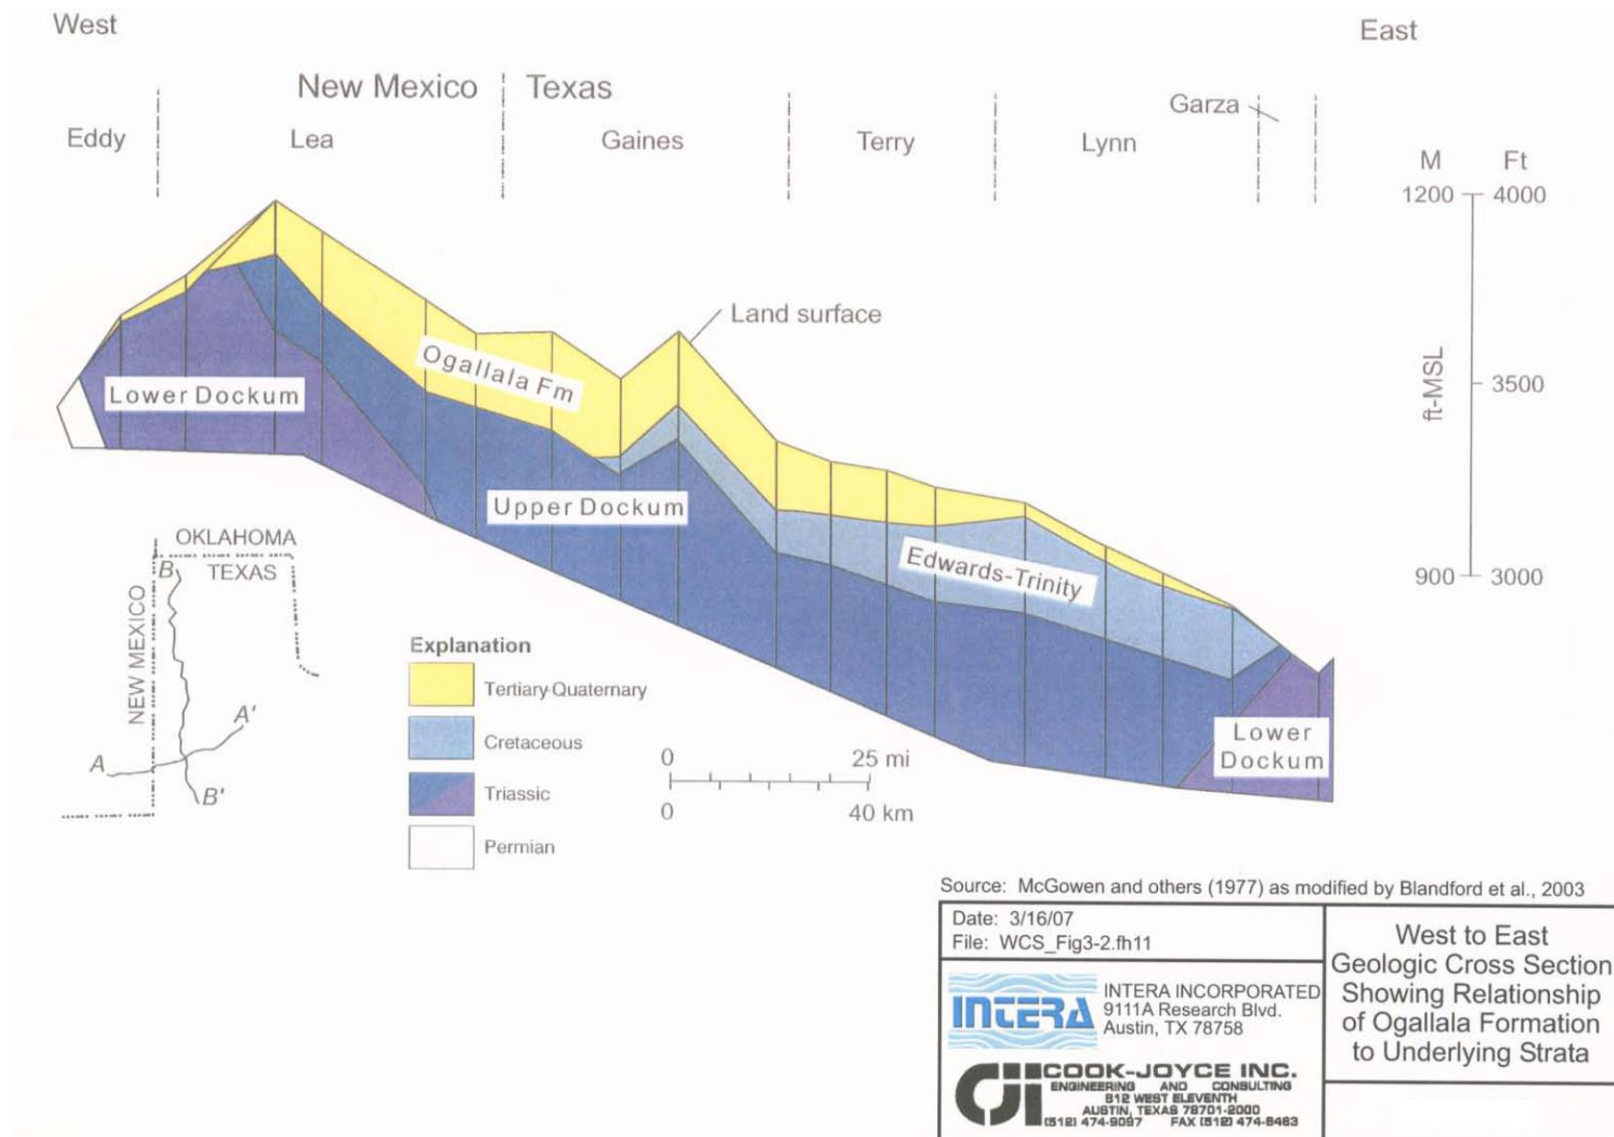 West
East
New Mexico
Texas
Garza
Eddy
Lea
Gaines
Terry
Lynn
M
Ft
1200
4000
Land surface
Ogallala Fm
3500
ft-MSL
Lower Dockum
Upper Dockum
Edwards-Trinity
900
3000
OKLAHOMA
TEXAS
B
NEW MEXICO
A'
A
B'
Explanation
Tertiary-Quaternary
Cretaceous
Triassic
Permian
0
25 mi
0
40 km
Lower
Dockum
Source: McGowen and others (1977) as modified by Blandford et al., 2003
Date: 3/16/07
File: WCS_Fig3-2.fh11
INTERA
INTERA INCORPORATED
9111A Research Blvd.
Austin, TX 78758
CJI
COOK-JOYCE INC.
ENGINEERING AND CONSULTING
812 WEST ELEVENTH
AUSTIN, TEXAS 78701-2000
(512) 474-9097 FAX (512) 474-8463
West to East
Geologic Cross Section
Showing Relationship
of Ogallala Formation
to Underlying Strata